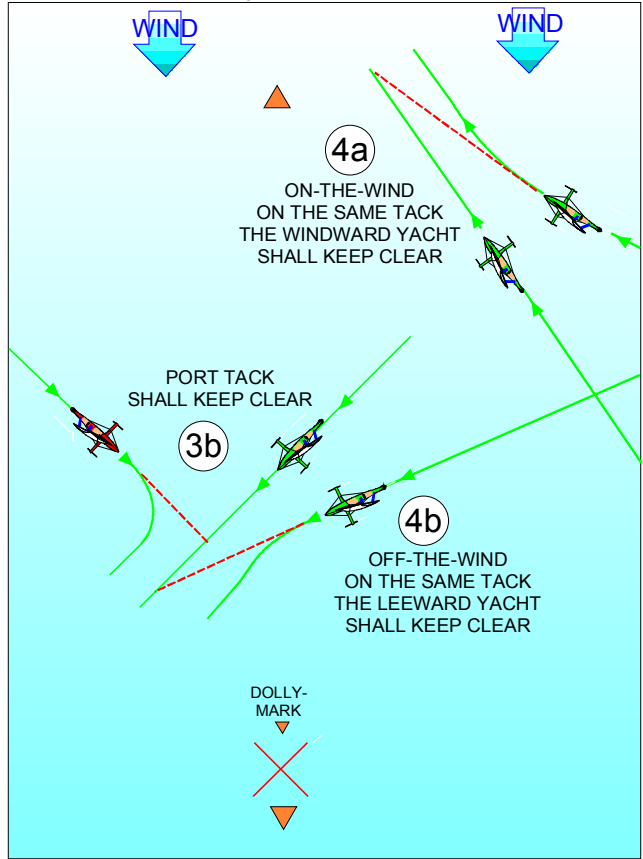 WIND
WIND
4a
ON-THE-WIND
ON THE SAME TACK
THE WINDWARD YACHT
SHALL KEEP CLEAR
PORT TACK
SHALL KEEP CLEAR
3b
4b
OFF-THE-WIND
ON THE SAME TACK
THE LEEWARD YACHT
SHALL KEEP CLEAR
DOLLY-
MARK